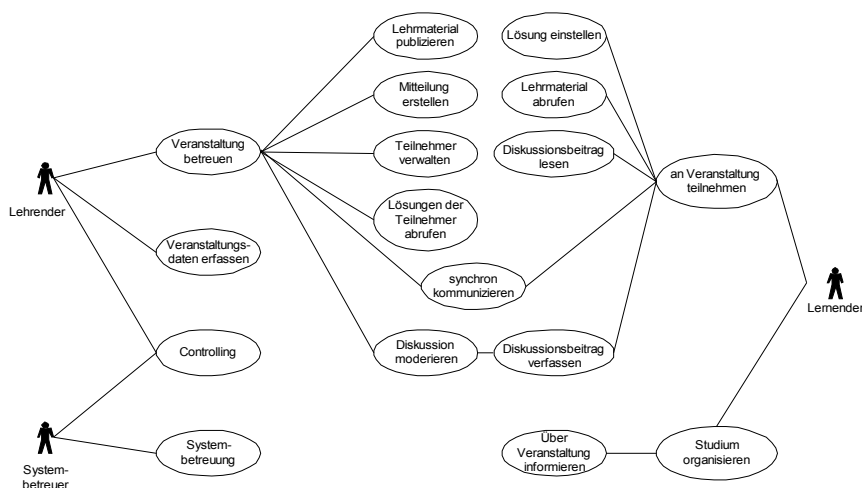 Lehrmaterial
publizieren
Lösung einstellen
Mitteilung
erstellen
Lehrmaterial
abrufen
Veranstaltung
betreuen
Teilnehmer
verwalten
Diskussionsbeitrag
lesen
an Veranstaltung
teilnehmen
Lehrender
Lösungen der
Teilnehmer
abrufen
Veranstaltungs-
daten erfassen
synchron
kommunizieren
Lernender
Controlling
Diskussion
moderieren
Diskussionsbeitrag
verfassen
System-
betreuer
System-
betreuung
Über
Veranstaltung
informieren
Studium
organisieren